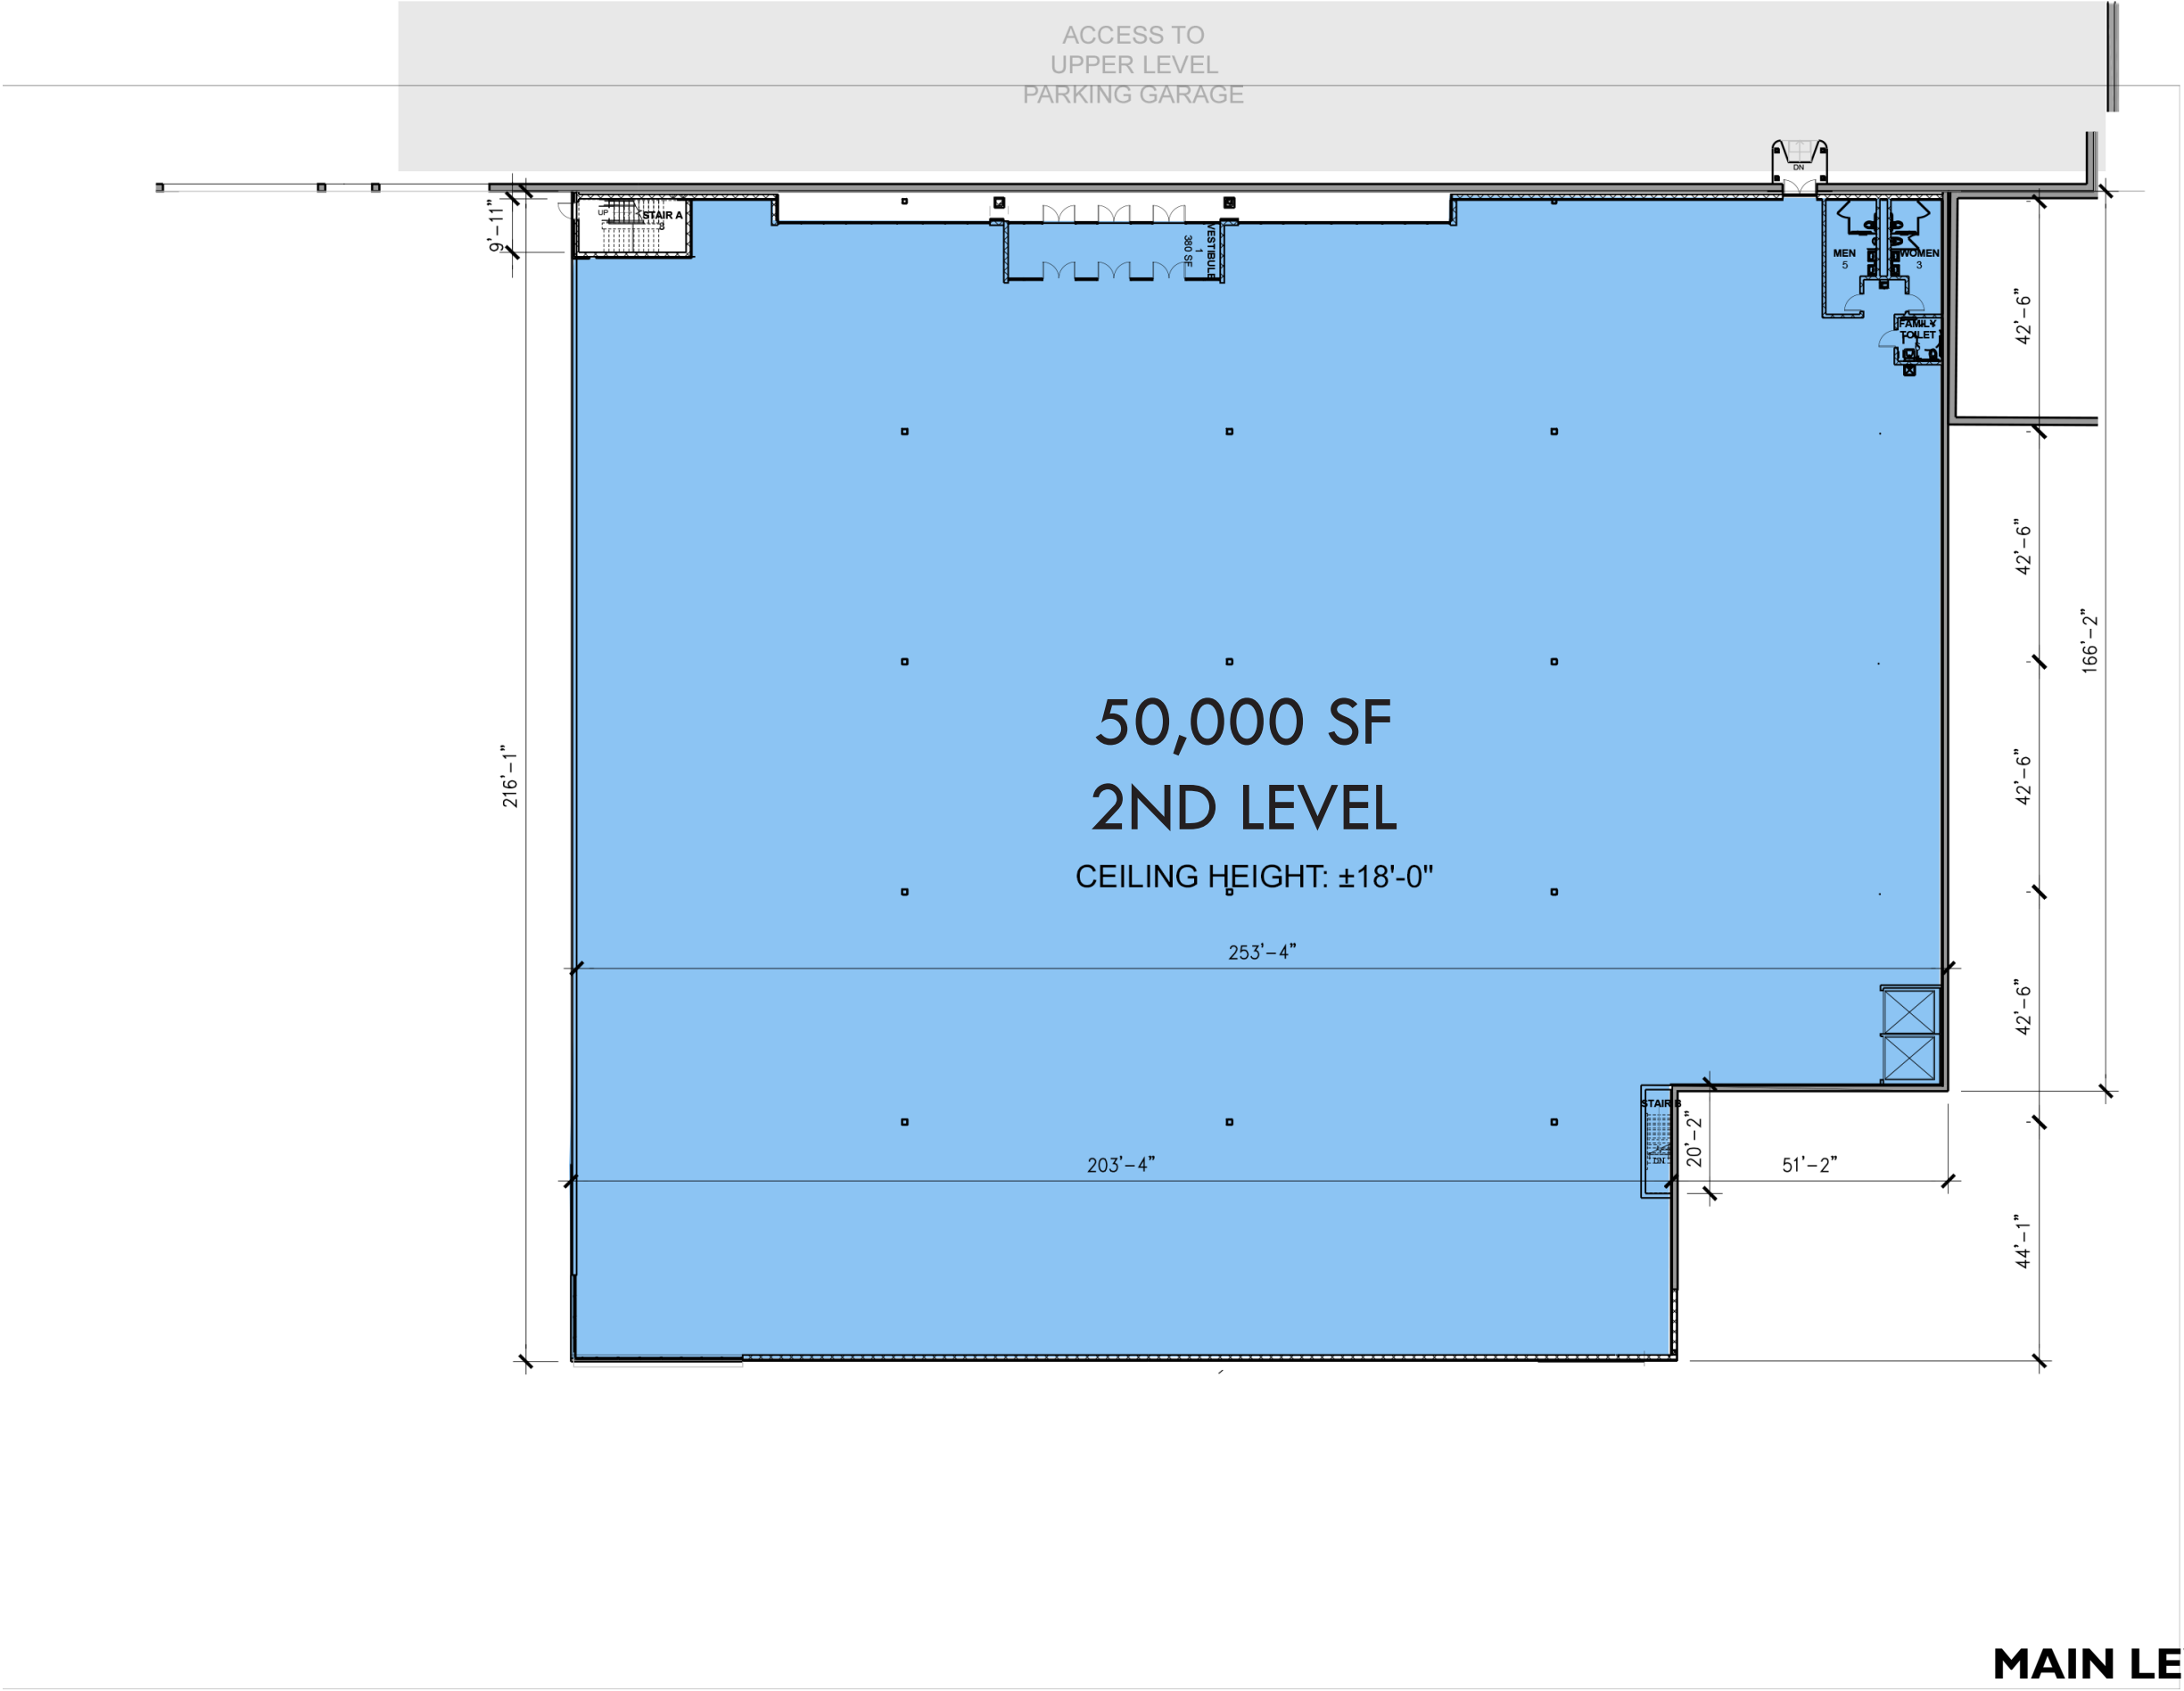 ACCESS TO
UPPER LEVEL
PARKING GARAGE
DN
9'-11"
UP
STAIR A
8
VESTIBULE
1
380 SF
MEN
5
WOMEN
3
FAMILY
TOILET
42'-6"
42'-6"
166'-2"
50,000 SF
2ND LEVEL
216'-1"
42'-6"
CEILING HEIGHT: ±18'-0"
253'-4"
42'-6"
STAIR B
20'-2"
DN
203'-4"
51'-2"
44'-1"
MAIN LE